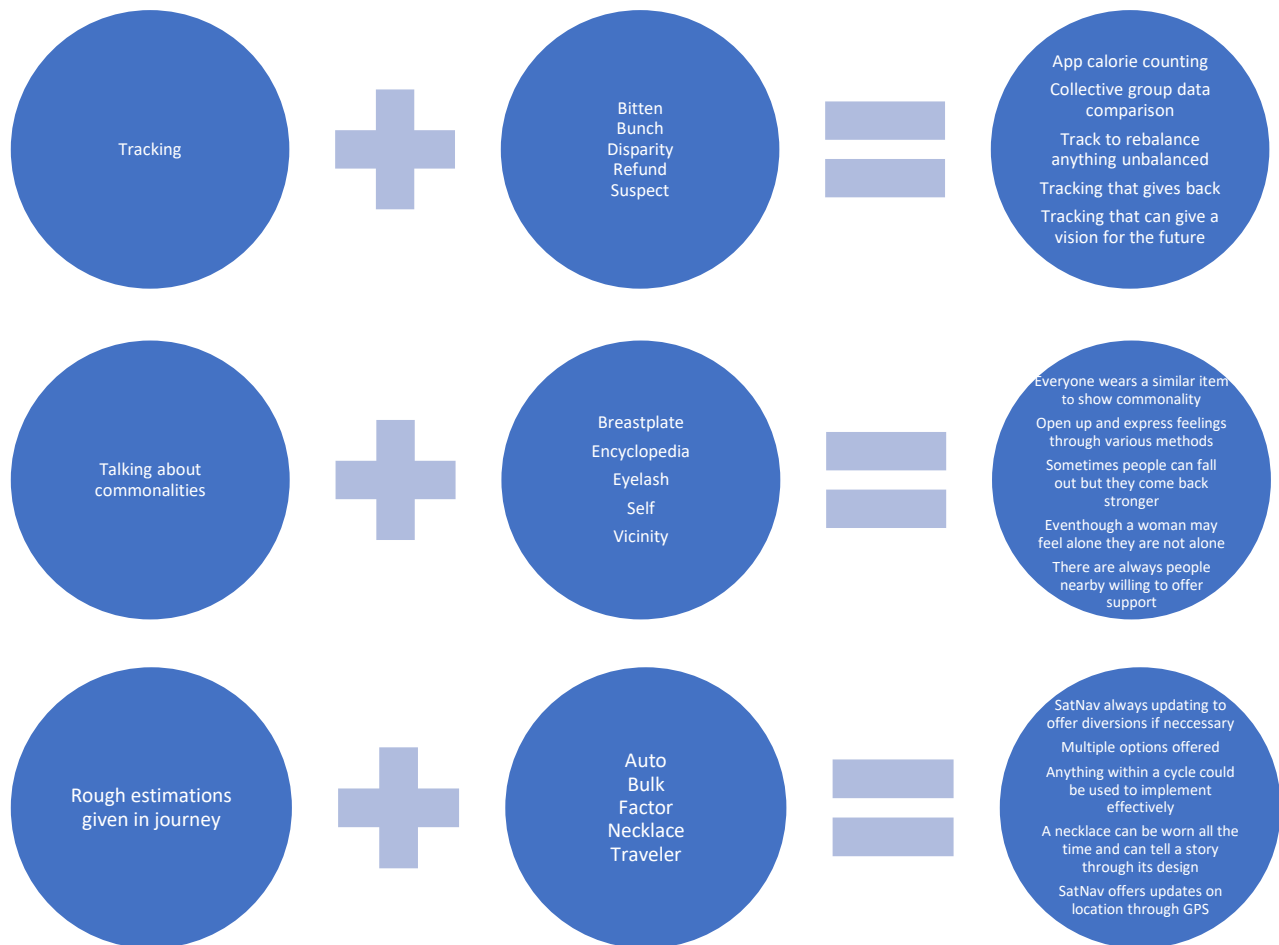 Tracking
Bitten
Bunch
Disparity
Refund
Suspect
App calorie counting
Collective group data
comparison
Track to rebalance
anything unbalanced
Tracking that gives back
Tracking that can give a
vision for the future
Talking about
commonalities
Breastplate
Encyclopedia
Eyelash
Self
Vicinity
Everyone wears a similar item
to show commonality
Open up and express feelings
through various methods
Sometimes people can fall
out but they come back
stronger
Eventhough a woman may
feel alone they are not alone
There are always people
nearby willing to offer
support
Rough estimations
given in journey
Auto
Bulk
Factor
Necklace
Traveler
SatNav always updating to
offer diversions if neccessary
Multiple options offered
Anything within a cycle could
be used to implement
effectively
A necklace can be worn all the
time and can tell a story
through its design
SatNav offers updates on
location through GPS